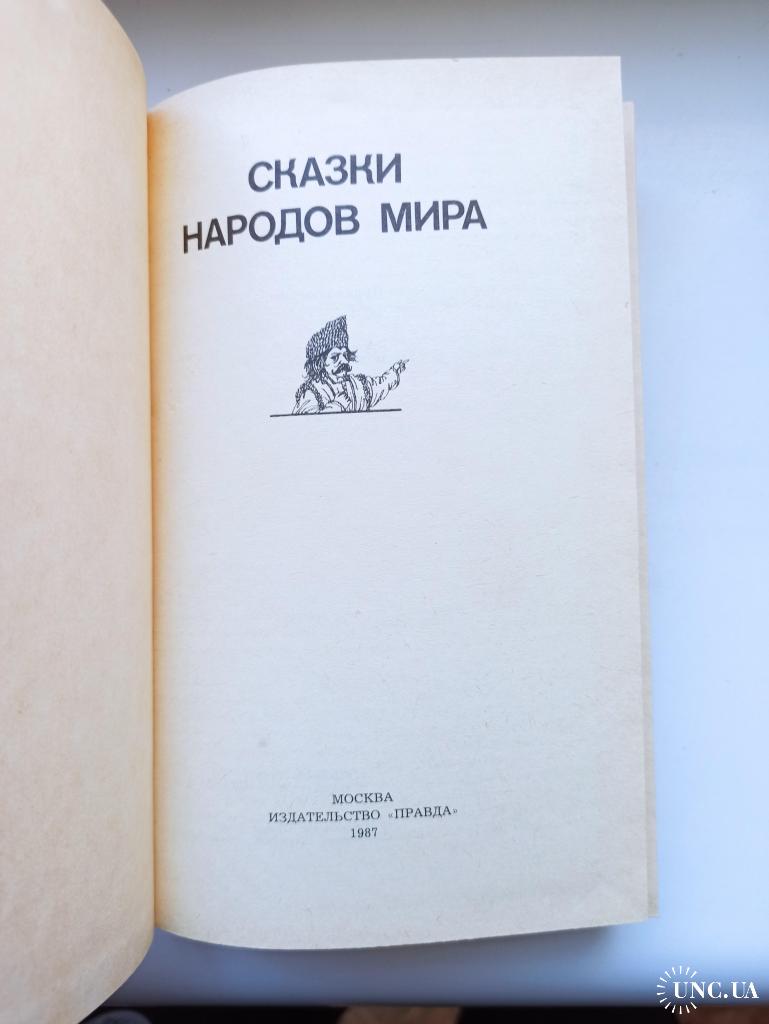 СКАЗКИ
НАРОДОВ МИРА
МОСКВА
ИЗДАТЕЛЬСТВО «ПРАВДА»
1987
UNC.UA